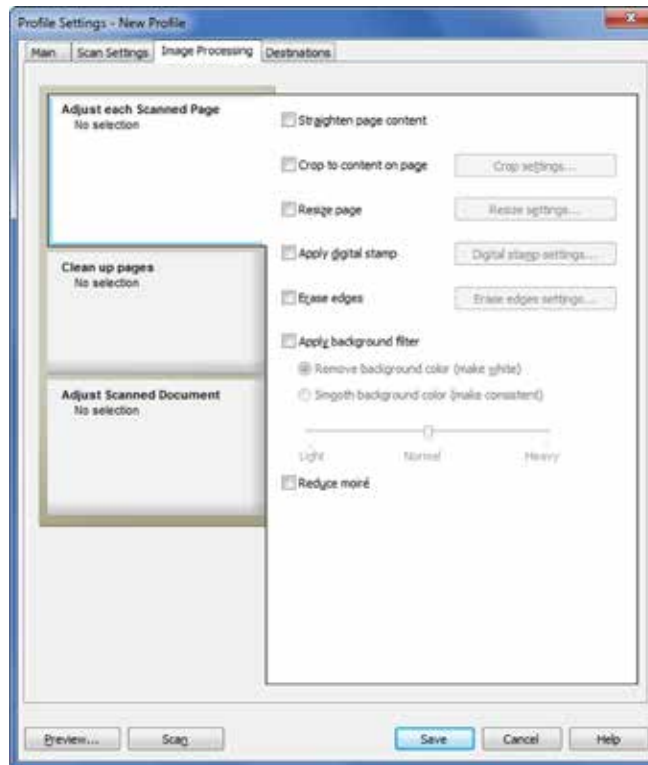 Profile Settings - New Profile
Main Scan Settings Image Processing Destinations
Adjust each Scanned Page
No selection
Clean up pages
No selection
Adjust Scanned Document
No selection
Straighten page content
Crop to content on page Crop settings...
Resize page Resize settings...
Apply digital stamp Digital stamp settings...
Erase edges Erase edges settings...
Apply background filter
Remove background color (make white)
Smooth background color (make consistent)
Light Normal Heavy
Reduce moiré
Preview... Scan Save Cancel Help